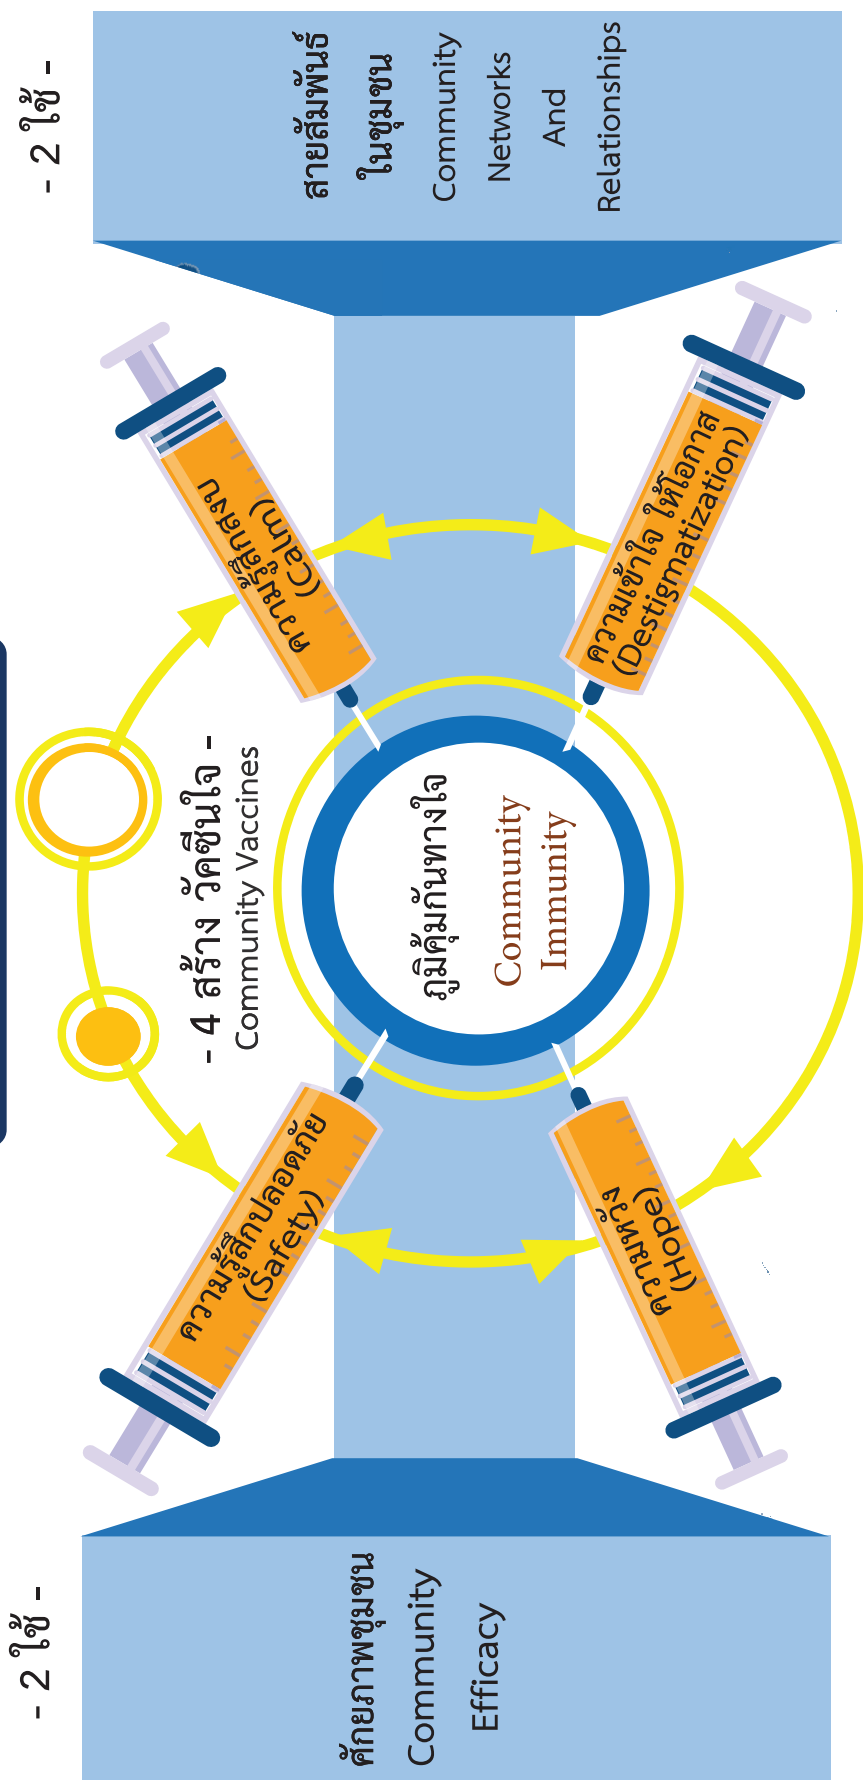 - 2 ใช้ -
ศักยภาพชุมชน
Community
Efficacy
- 4 สร้าง วัคซีนใจ -
Community Vaccines
ความรู้สึกปลอดภัย
(Safety)
ความรู้สึกสงบ
(Calm)
ภูมิคุ้มกันทางใจ
Community
Immunity
ความหวัง
(Hope)
ความเข้าใจ ให้โอกาส
(Destigmatization)
- 2 ใช้ -
สายสัมพันธ์
ในชุมชน
Community
Networks
And
Relationships